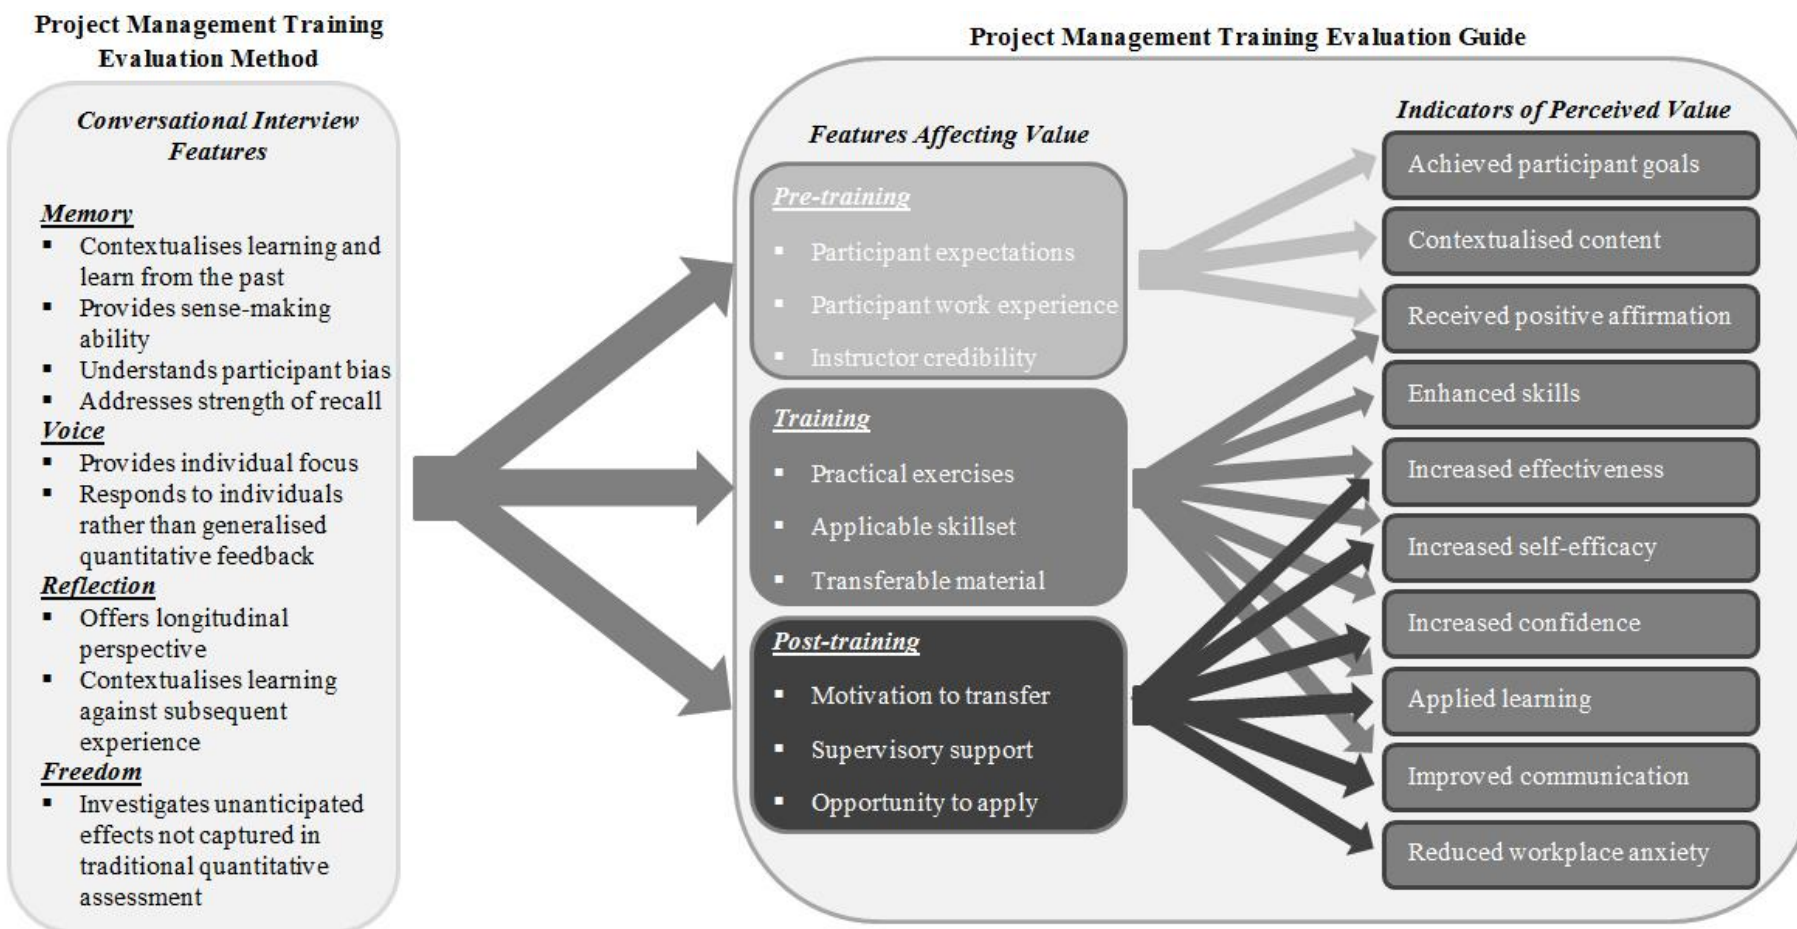 Project Management Training
Evaluation Method
Conversational Interview
Features
Memory
▪ Contextualises learning and
learn from the past
▪ Provides sense-making
ability
▪ Understands participant bias
▪ Addresses strength of recall
Voice
▪ Provides individual focus
▪ Responds to individuals
rather than generalised
quantitative feedback
Reflection
▪ Offers longitudinal
perspective
▪ Contextualises learning
against subsequent
experience
Freedom
▪ Investigates unanticipated
effects not captured in
traditional quantitative
assessment
Project Management Training Evaluation Guide
Features Affecting Value
Pre-training
▪ Participant expectations
▪ Participant work experience
▪ Instructor credibility
Training
▪ Practical exercises
▪ Applicable skillset
▪ Transferable material
Post-training
▪ Motivation to transfer
▪ Supervisory support
▪ Opportunity to apply
Indicators of Perceived Value
Achieved participant goals
Contextualised content
Received positive affirmation
Enhanced skills
Increased effectiveness
Increased self-efficacy
Increased confidence
Applied learning
Improved communication
Reduced workplace anxiety